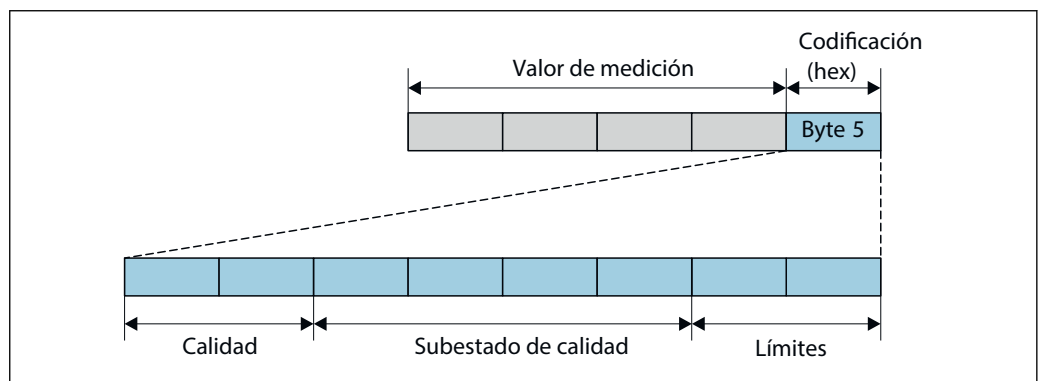 Codificación
(hex)
Valor de medición
Byte 5
Calidad
Subestado de calidad
Límites